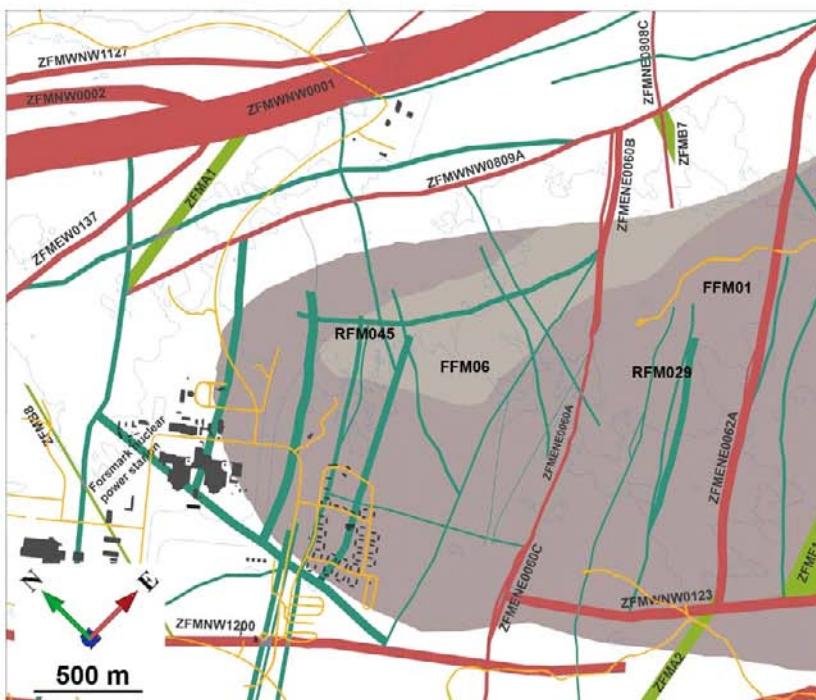 ZFMWNW1127
ZFMNW0002
ZFMWNW0001
ZFMNE0808C
ZFMB7
ZFMA1
ZFMWNW0809A
ZFMENE0060B
ZFMEW0137
FFM01
RFM045
FFM06
RFM029
ZFMB8
Forsmark nuclear
power station
ZFMENE0060A
ZFMENE0062A
ZFMENE0060C
ZFMWNW0123
N
E
ZFMNW1200
ZFMA2
500 m